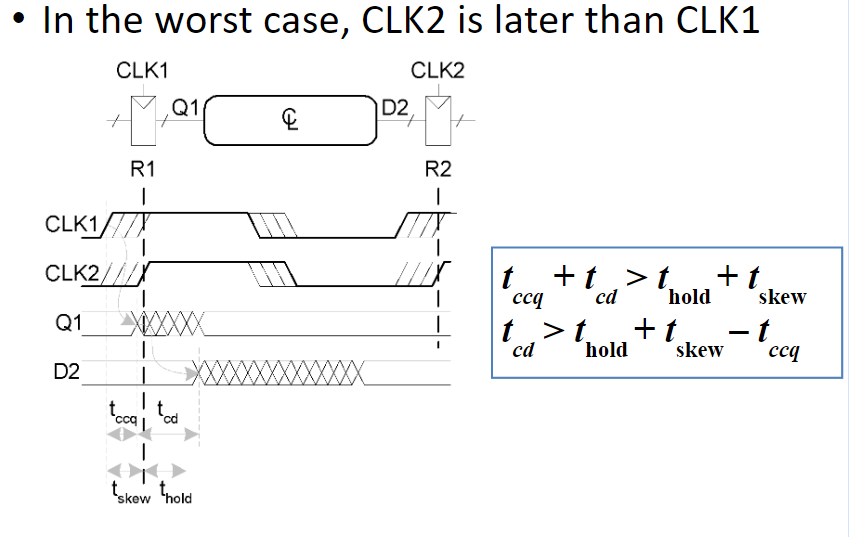 • In the worst case, CLK2 is later than CLK1
CLK1 CLK2
Q1 CL D2
R1 R2
CLK1
CLK2
Q1
D2
tccq tcd
tskew thold
tccq + tcd > thold + tskew
tcd > thold + tskew − tccq